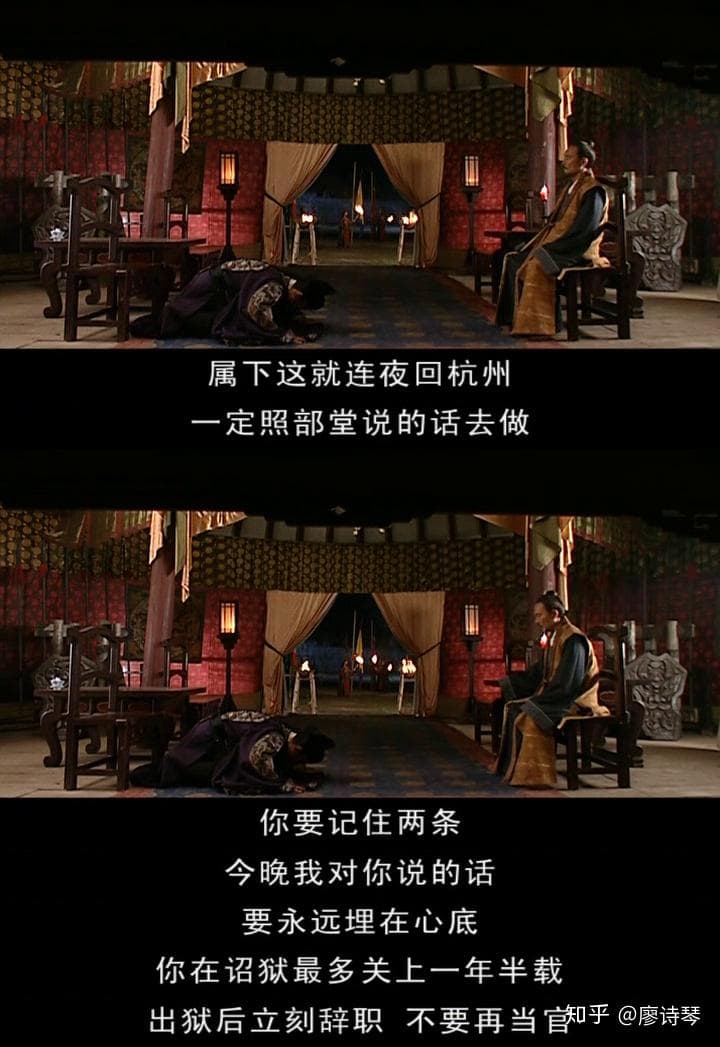 属下这就连夜回杭州
一定照部堂说的话去做
你要记住两条
今晚我对你说的话
要永远埋在心底
你在诏狱最多关上一年半载
出狱后立刻辞职 不要再当官
知乎 @廖诗琴